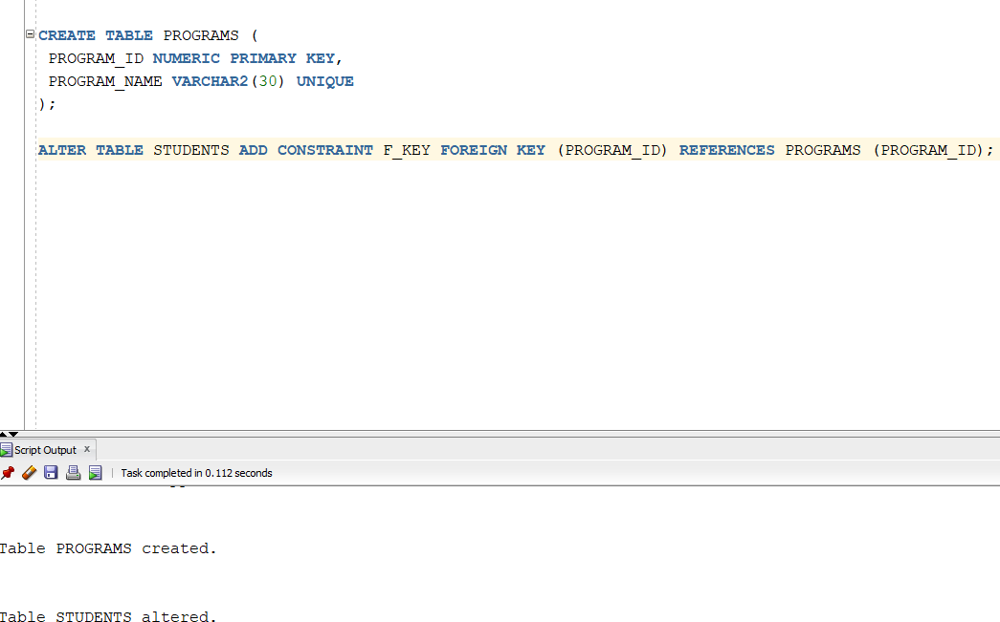 CREATE TABLE PROGRAMS (
PROGRAM_ID NUMERIC PRIMARY KEY,
PROGRAM_NAME VARCHAR2(30) UNIQUE
);
ALTER TABLE STUDENTS ADD CONSTRAINT F_KEY FOREIGN KEY (PROGRAM_ID) REFERENCES PROGRAMS (PROGRAM_ID);
Script Output x
Task completed in 0.112 seconds
Table PROGRAMS created.
Table STUDENTS altered.